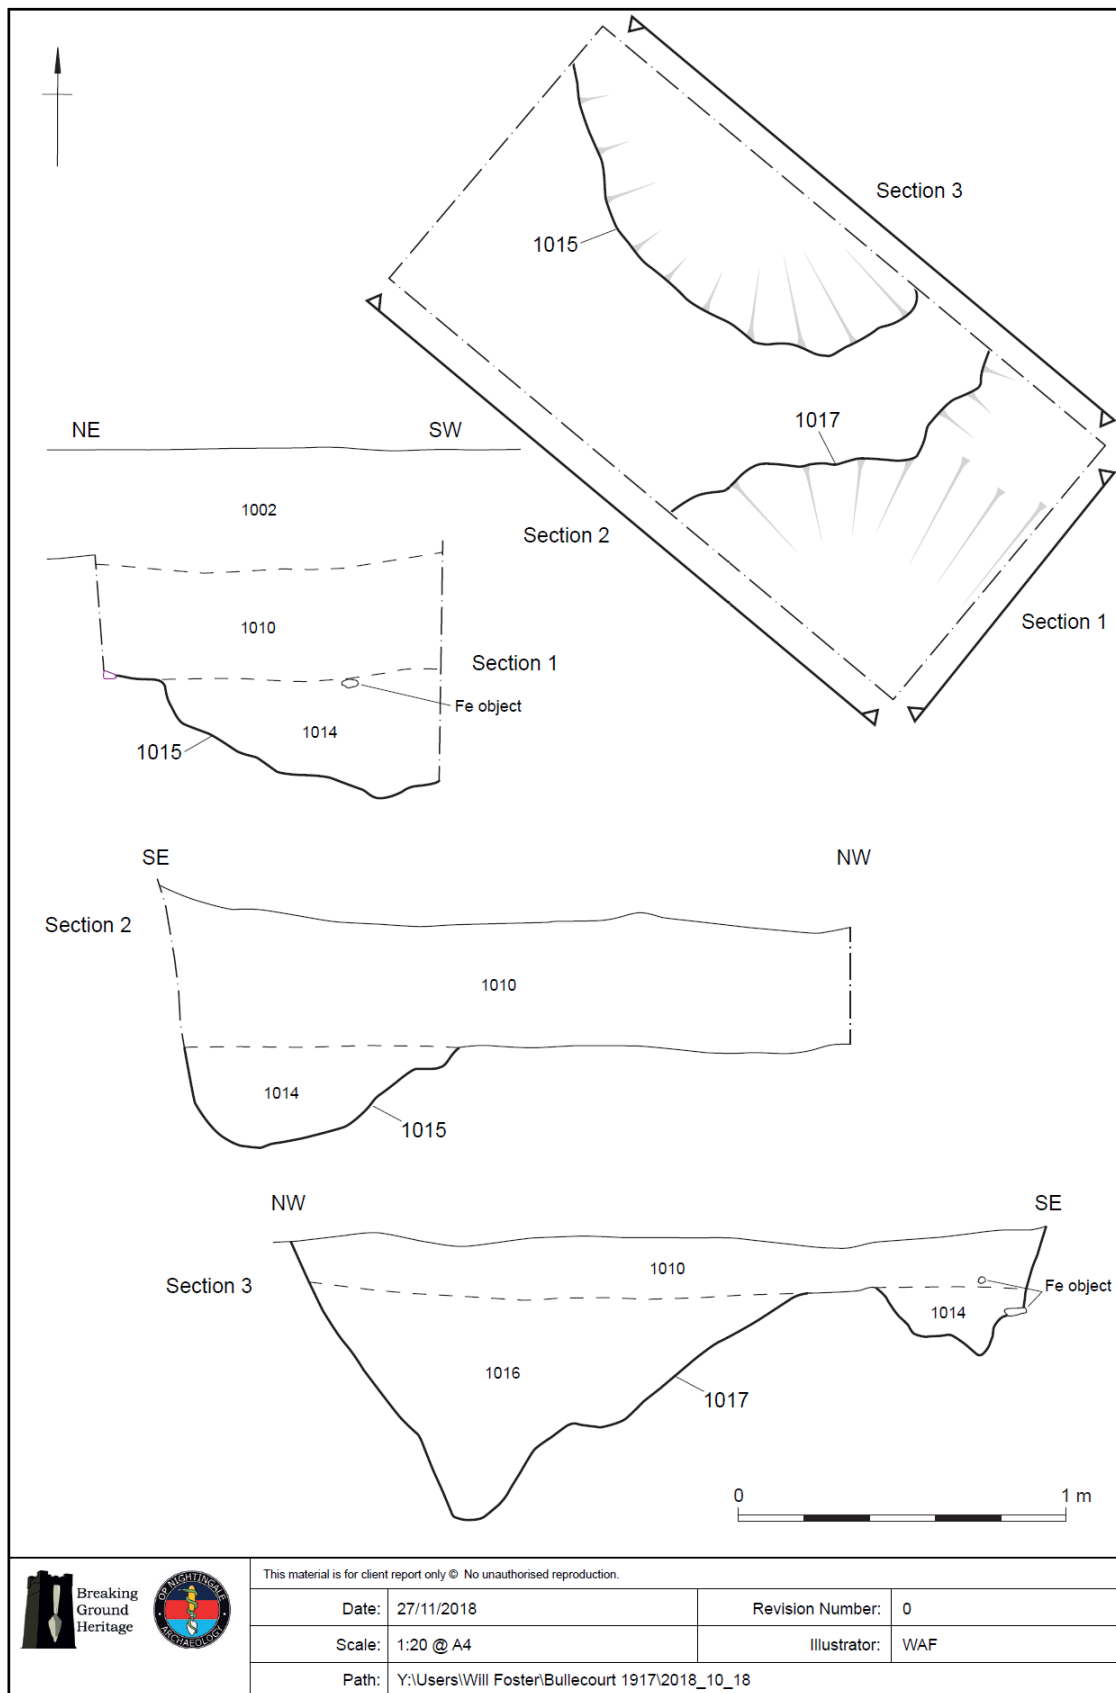 Section 3
1015
1017
NE
SW
1002
Section 2
1010
Section 1
Section 1
Fe object
1014
1015
SE
NW
Section 2
1010
1014
1015
NW
SE
Section 3
1010
Fe object
1014
1016
1017
0
1 m
Breaking
Ground
Heritage
OP NIGHTINGALE
ARCHAEOLOGY
This material is for client report only © No unauthorised reproduction.
Date: 27/11/2018 Revision Number: 0
Scale: 1:20 @ A4 Illustrator: WAF
Path: Y:\Users\Will Foster\Bullecourt 1917\2018_10_18